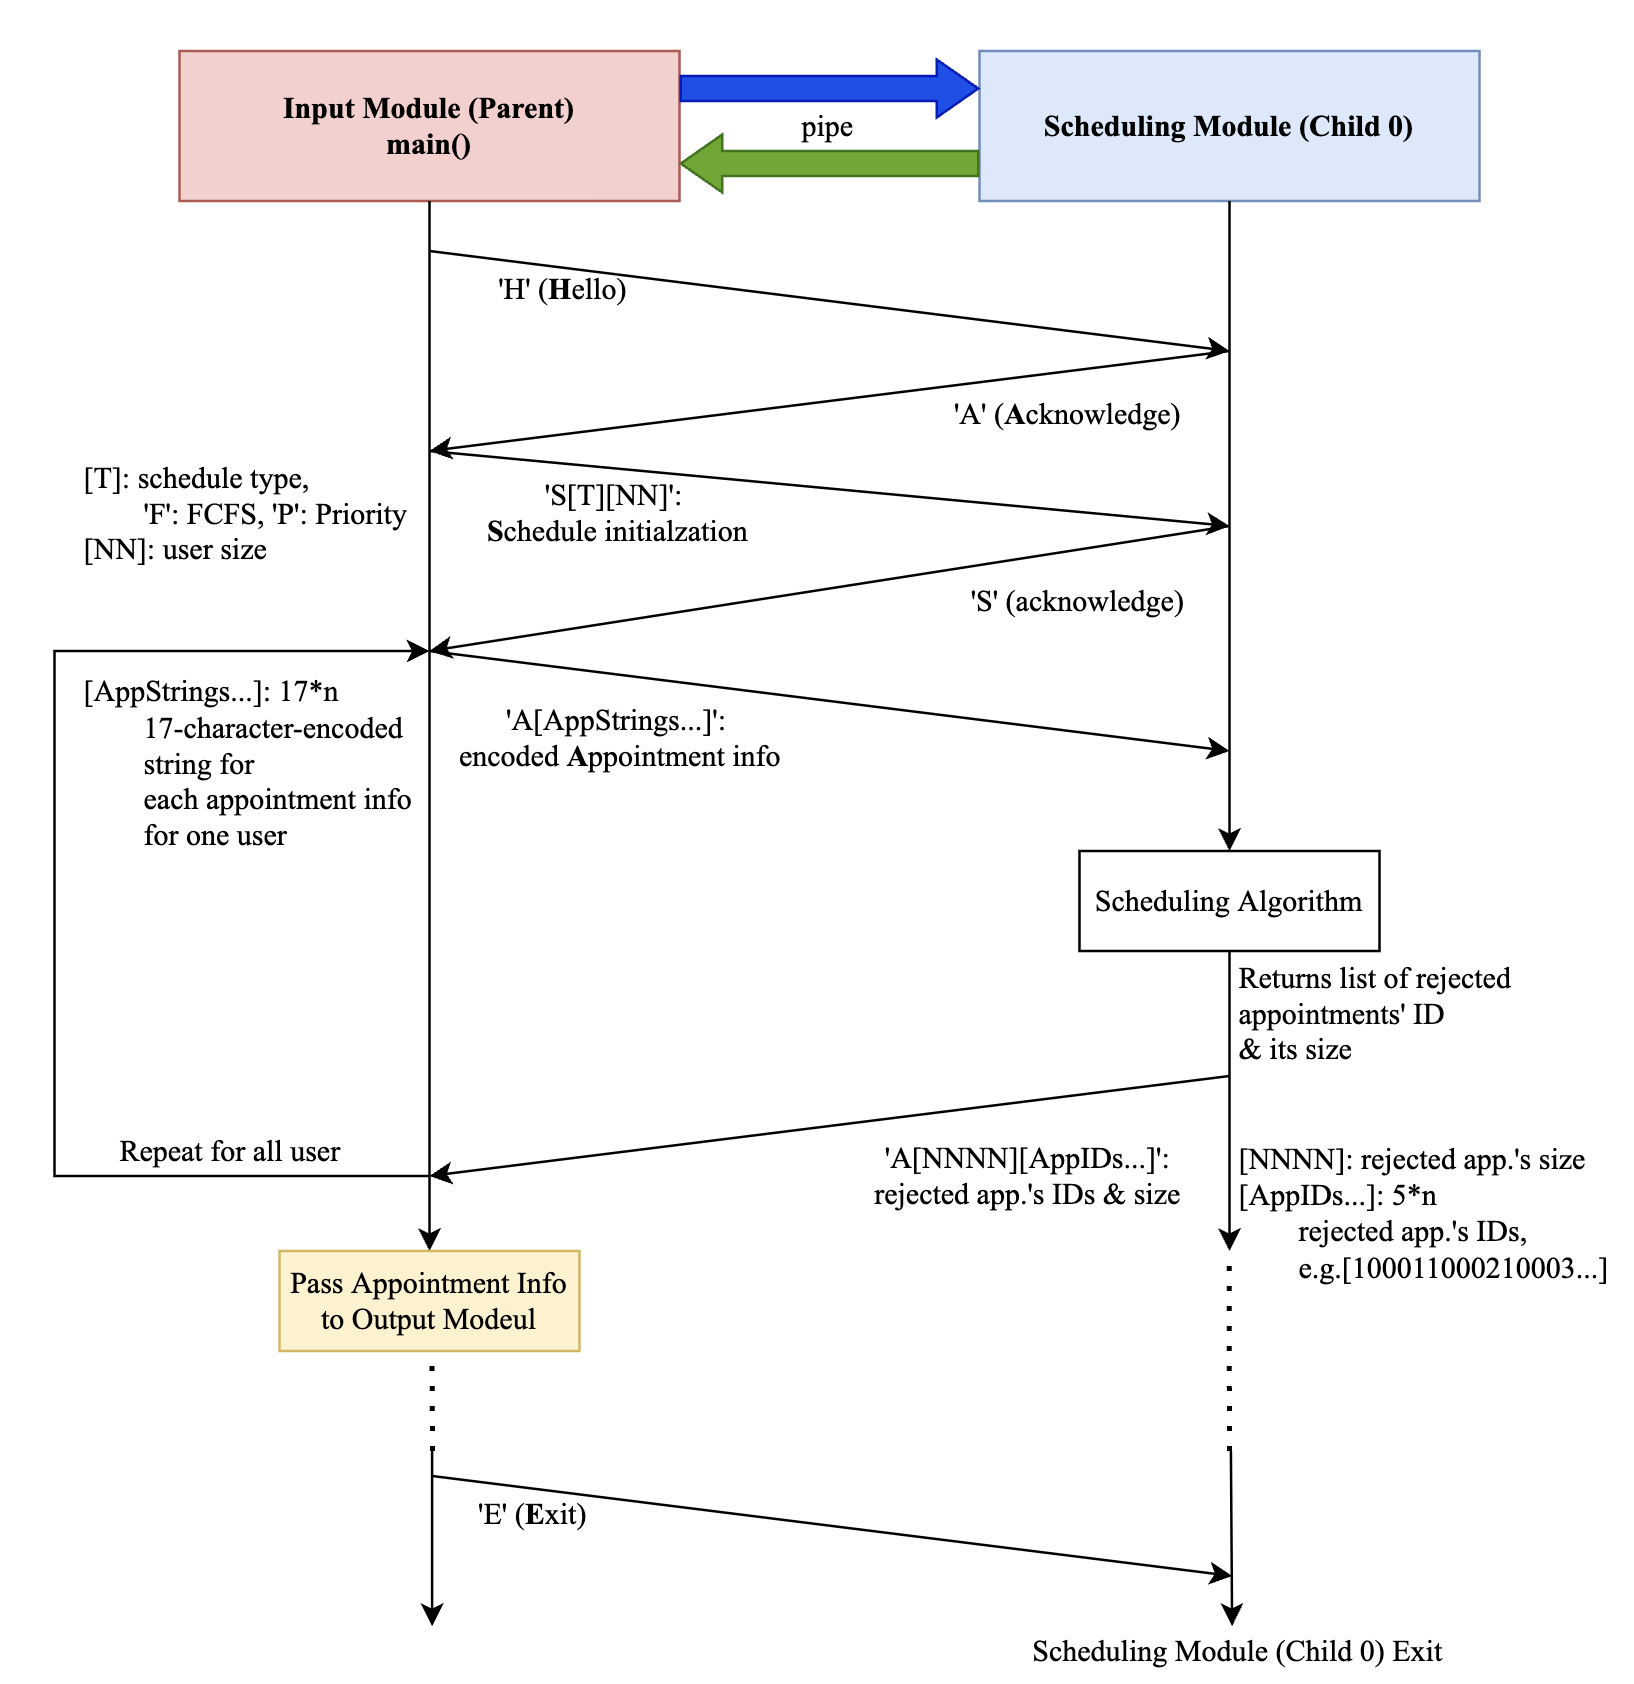 Input Module (Parent)
main()
pipe
Scheduling Module (Child 0)
'H' (Hello)
'A' (Acknowledge)
[T]: schedule type,
'F': FCFS, 'P': Priority
[NN]: user size
'S[T][NN]':
Schedule initialzation
'S' (acknowledge)
[AppStrings...]: 17*n
17-character-encoded
string for
each appointment info
for one user
'A[AppStrings...]':
encoded Appointment info
Scheduling Algorithm
Returns list of rejected
appointments' ID
& its size
Repeat for all user
'A[NNNN][AppIDs...]':
rejected app.'s IDs & size
[NNNN]: rejected app.'s size
[AppIDs...]: 5*n
rejected app.'s IDs,
e.g.[100011000210003...]
Pass Appointment Info
to Output Modeul
'E' (Exit)
Scheduling Module (Child 0) Exit